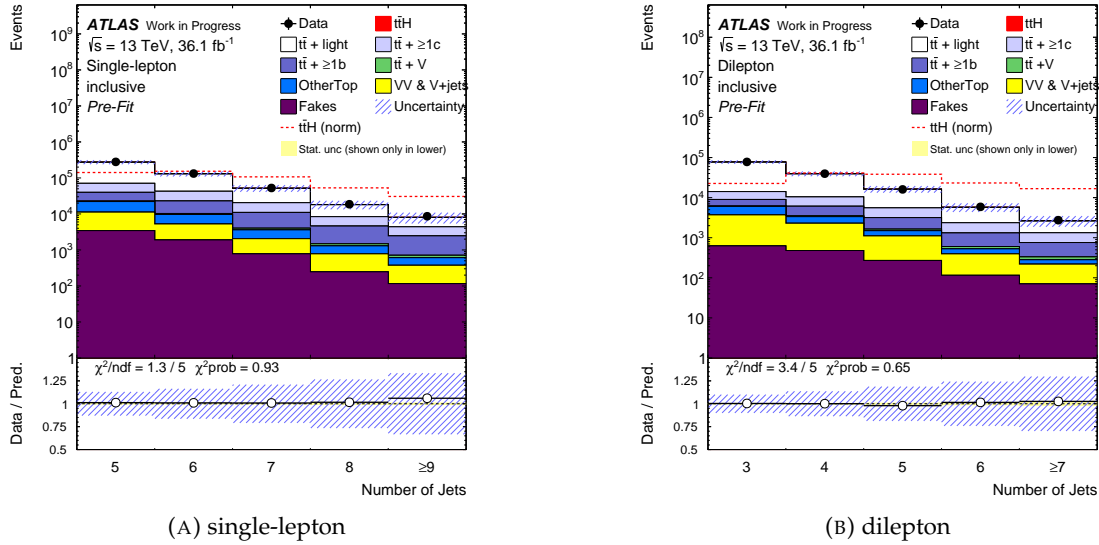 Events
ATLAS Work in Progress
√s = 13 TeV, 36.1 fb⁻¹
Single-lepton
inclusive
Pre-Fit
Data
tt̄H
tt̄ + light
tt̄ + ≥1c
tt̄ + ≥1b
tt̄ + V
OtherTop
VV & V+jets
Fakes
Uncertainty
tt̄H (norm)
Stat. unc (shown only in lower)
10⁹
10⁸
10⁷
10⁶
10⁵
10⁴
10³
10²
10
1
χ²/ndf = 1.3 / 5 χ²prob = 0.93
Data / Pred.
1.25
1
0.75
0.5
5 6 7 8 ≥9
Number of Jets
(A) single-lepton
Events
ATLAS Work in Progress
√s = 13 TeV, 36.1 fb⁻¹
Dilepton
inclusive
Pre-Fit
Data
ttH
tt̄ + light
tt̄ + ≥1c
tt̄ + ≥1b
tt̄ +V
OtherTop
VV & V+jets
Fakes
Uncertainty
ttH (norm)
Stat. unc (shown only in lower)
10⁸
10⁷
10⁶
10⁵
10⁴
10³
10²
10
1
χ²/ndf = 3.4 / 5 χ²prob = 0.65
Data / Pred.
1.25
1
0.75
0.5
3 4 5 6 ≥7
Number of Jets
(B) dilepton